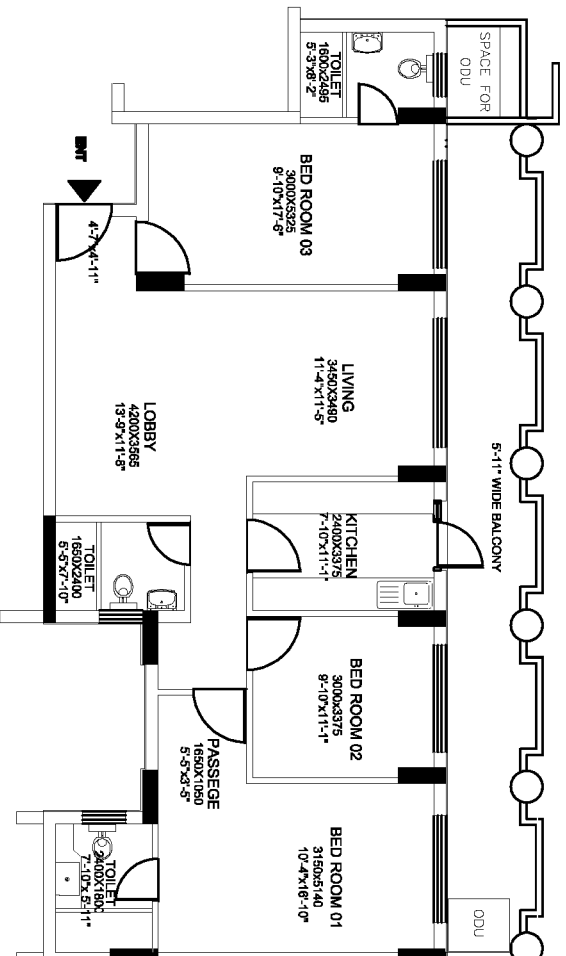 SPACE FOR
ODU
TOILET
1600x2495
5'-3"x8'-2"
BED ROOM 03
3000X5325
9'-10"x17'-6"
ENT
4'-7"x4'-11"
LIVING
3450X3490
11'-4"x11'-5"
LOBBY
4200X3565
13'-9"x11'-8"
5'-11" WIDE BALCONY
KITCHEN
2400X3375
7'-10"x11'-1"
TOILET
1650X2400
5'-5"x7'-10"
BED ROOM 02
3000x3375
9'-10"x11'-1"
PASSEGE
1650X1050
5'-5"x3'-5"
BED ROOM 01
3150x5140
10'-4"x16'-10"
TOILET
2400X1800
7'-10"x 5'-11"
ODU